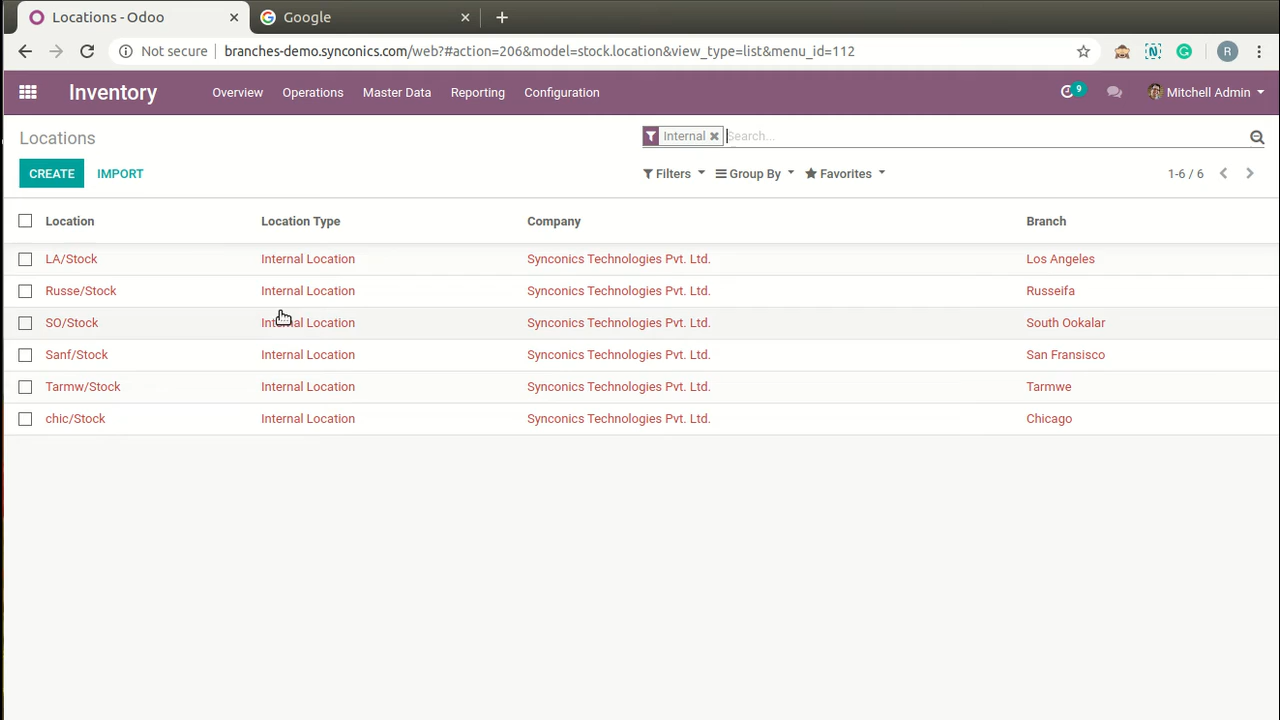 Locations - Odoo
Google
Not secure branches-demo.synconics.com/web?#action=206&model=stock.location&view_type=list&menu_id=112 R
Inventory Overview Operations Master Data Reporting Configuration 9 Mitchell Admin
Locations Internal Search...
CREATE IMPORT Filters Group By Favorites 1-6 / 6
Location Location Type Company Branch
LA/Stock Internal Location Synconics Technologies Pvt. Ltd. Los Angeles
Russe/Stock Internal Location Synconics Technologies Pvt. Ltd. Russeifa
SO/Stock Internal Location Synconics Technologies Pvt. Ltd. South Ookalar
Sanf/Stock Internal Location Synconics Technologies Pvt. Ltd. San Fransisco
Tarmw/Stock Internal Location Synconics Technologies Pvt. Ltd. Tarmwe
chic/Stock Internal Location Synconics Technologies Pvt. Ltd. Chicago